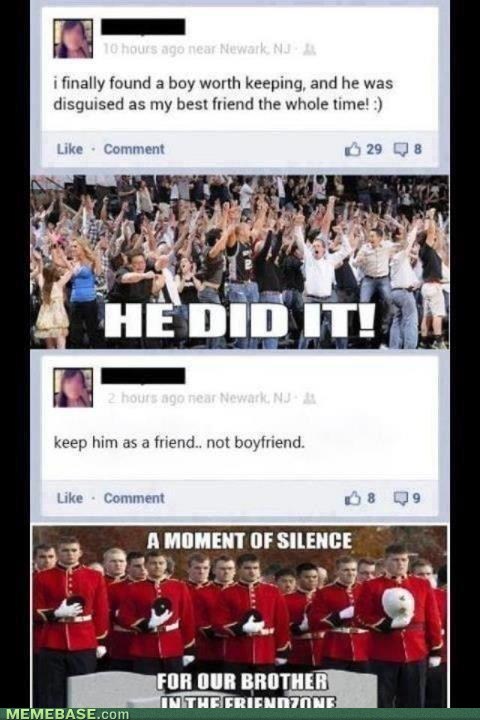 10 hours ago near Newark, NJ ·
i finally found a boy worth keeping, and he was
disguised as my best friend the whole time! :)
Like · Comment
29 8
HE DID IT!
2 hours ago near Newark, NJ ·
keep him as a friend.. not boyfriend.
Like · Comment
8 9
A MOMENT OF SILENCE
FOR OUR BROTHER
IN THE FRIENDZONE
MEMEBASE.com